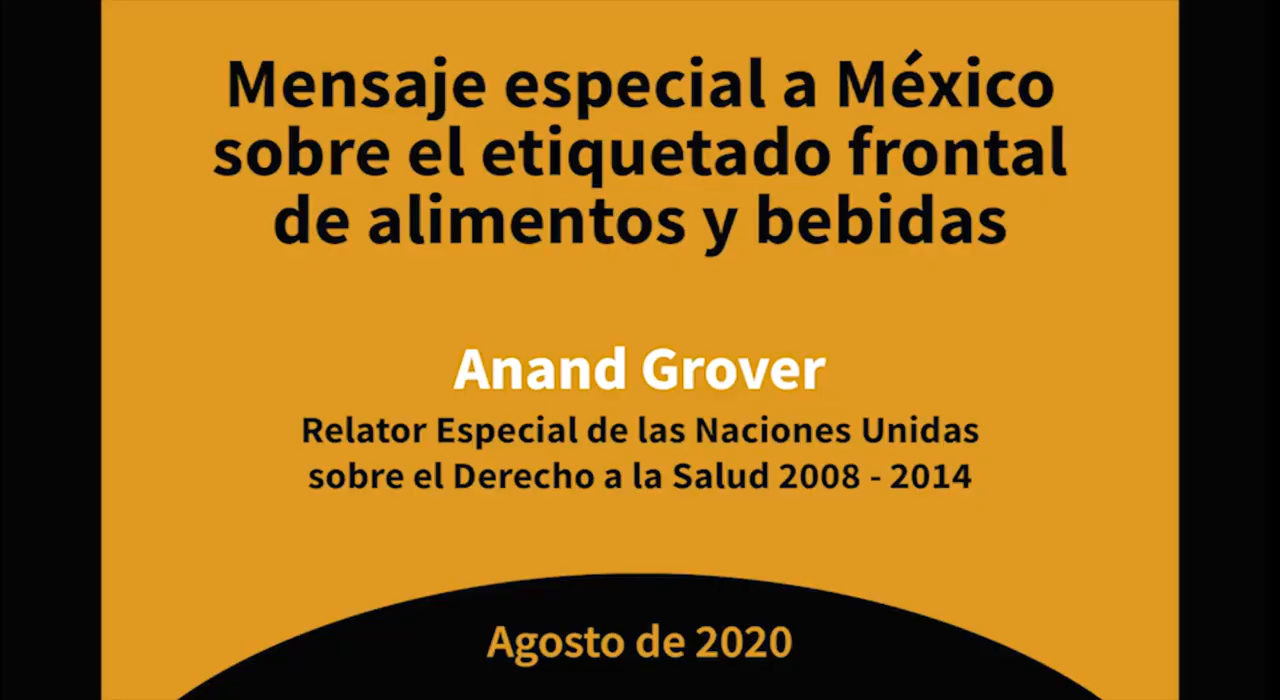 Mensaje especial a México
sobre el etiquetado frontal
de alimentos y bebidas
Anand Grover
Relator Especial de las Naciones Unidas
sobre el Derecho a la Salud 2008 - 2014
Agosto de 2020